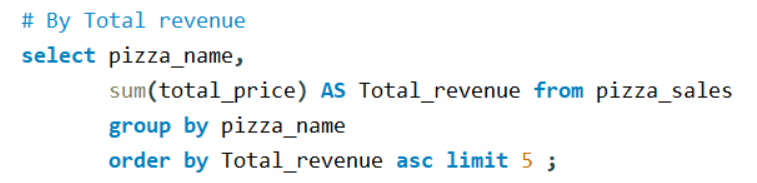 # By Total revenue
select pizza_name,
sum(total_price) AS Total_revenue from pizza_sales
group by pizza_name
order by Total_revenue asc limit 5 ;